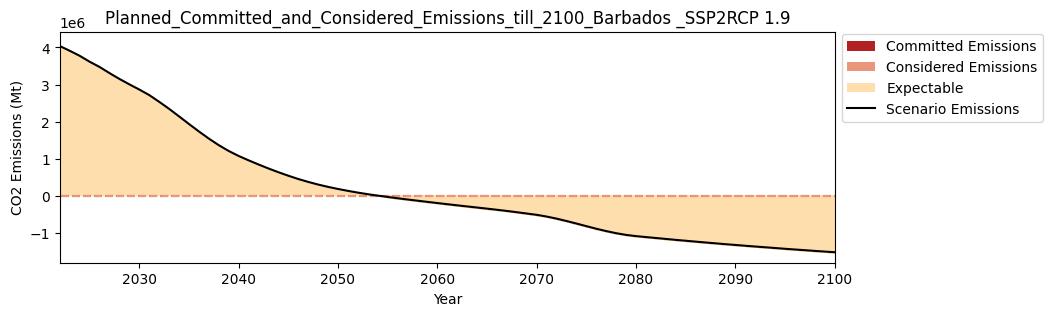 Planned_Committed_and_Considered_Emissions_till_2100_Barbados _SSP2RCP 1.9
1e6
4
3
2
1
0
−1
CO2 Emissions (Mt)
2030 2040 2050 2060 2070 2080 2090 2100
Year
Committed Emissions
Considered Emissions
Expectable
Scenario Emissions